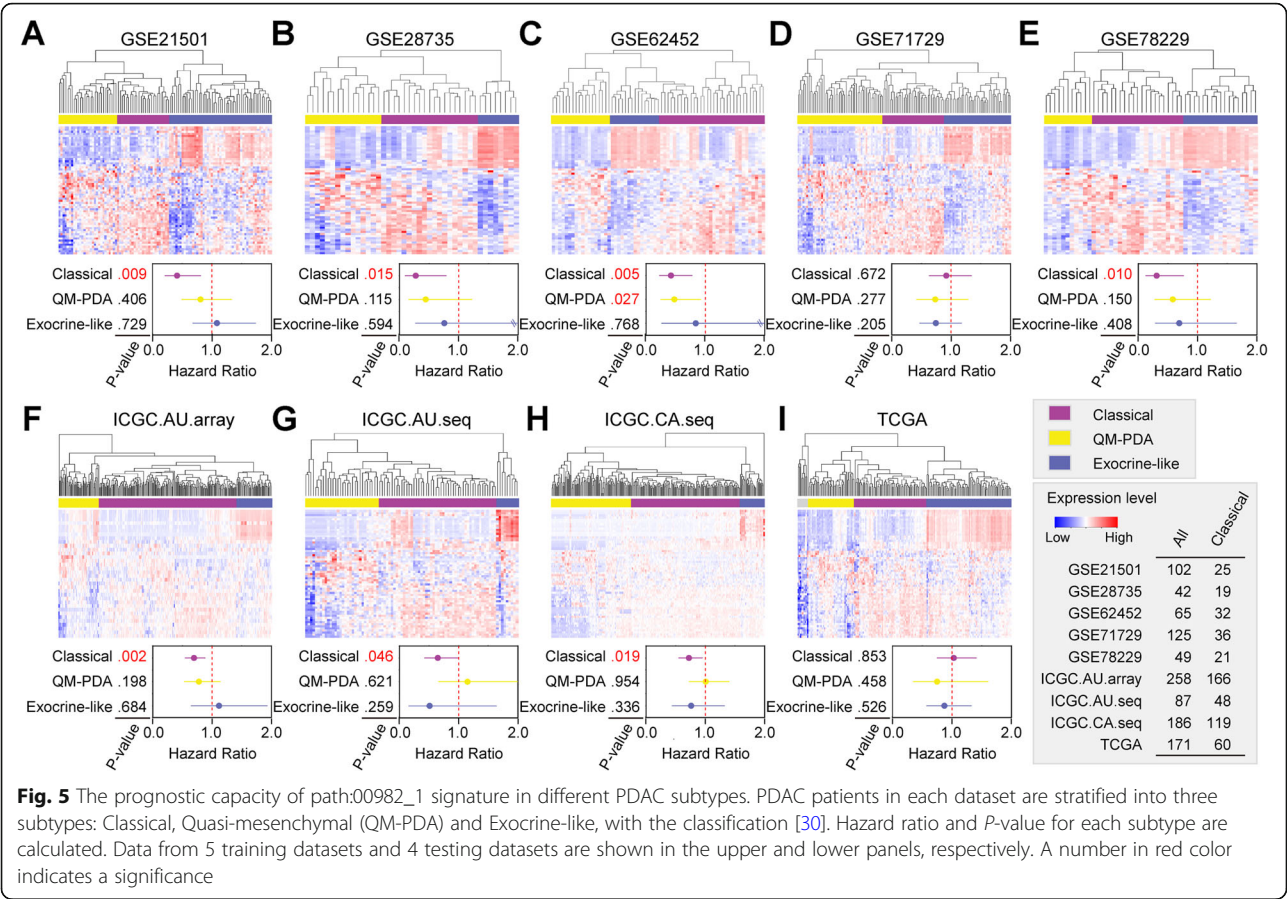 A GSE21501
B GSE28735
C GSE62452
D GSE71729
E GSE78229
Classical .009
QM-PDA .406
Exocrine-like .729
P-value
0.0 1.0 2.0
Hazard Ratio
Classical .015
QM-PDA .115
Exocrine-like .594
P-value
0.0 1.0 2.0
Hazard Ratio
Classical .005
QM-PDA .027
Exocrine-like .768
P-value
0.0 1.0 2.0
Hazard Ratio
Classical .672
QM-PDA .277
Exocrine-like .205
P-value
0.0 1.0 2.0
Hazard Ratio
Classical .010
QM-PDA .150
Exocrine-like .408
P-value
0.0 1.0 2.0
Hazard Ratio
F ICGC.AU.array
G ICGC.AU.seq
H ICGC.CA.seq
I TCGA
Classical .002
QM-PDA .198
Exocrine-like .684
P-value
0.0 1.0 2.0
Hazard Ratio
Classical .046
QM-PDA .621
Exocrine-like .259
P-value
0.0 1.0 2.0
Hazard Ratio
Classical .019
QM-PDA .954
Exocrine-like .336
P-value
0.0 1.0 2.0
Hazard Ratio
Classical .853
QM-PDA .458
Exocrine-like .526
P-value
0.0 1.0 2.0
Hazard Ratio
Classical
QM-PDA
Exocrine-like
Expression level
Low High
All Classical
GSE21501 102 25
GSE28735 42 19
GSE62452 65 32
GSE71729 125 36
GSE78229 49 21
ICGC.AU.array 258 166
ICGC.AU.seq 87 48
ICGC.CA.seq 186 119
TCGA 171 60
Fig. 5 The prognostic capacity of path:00982_1 signature in different PDAC subtypes. PDAC patients in each dataset are stratified into three
subtypes: Classical, Quasi-mesenchymal (QM-PDA) and Exocrine-like, with the classification [30]. Hazard ratio and P-value for each subtype are
calculated. Data from 5 training datasets and 4 testing datasets are shown in the upper and lower panels, respectively. A number in red color
indicates a significance